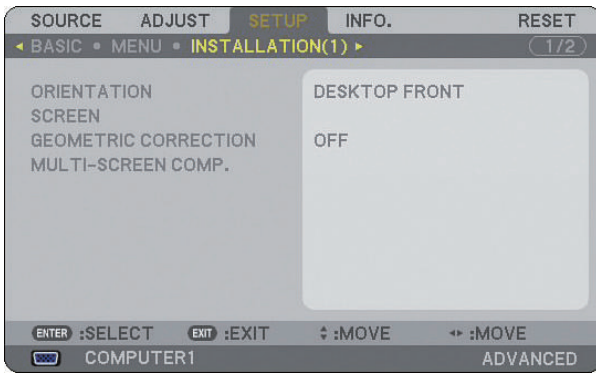 SOURCE ADJUST SETUP INFO. RESET
◂ BASIC • MENU • INSTALLATION(1) ▸ 1/2
ORIENTATION DESKTOP FRONT
SCREEN
GEOMETRIC CORRECTION OFF
MULTI-SCREEN COMP.
ENTER :SELECT EXIT :EXIT :MOVE :MOVE
COMPUTER1 ADVANCED